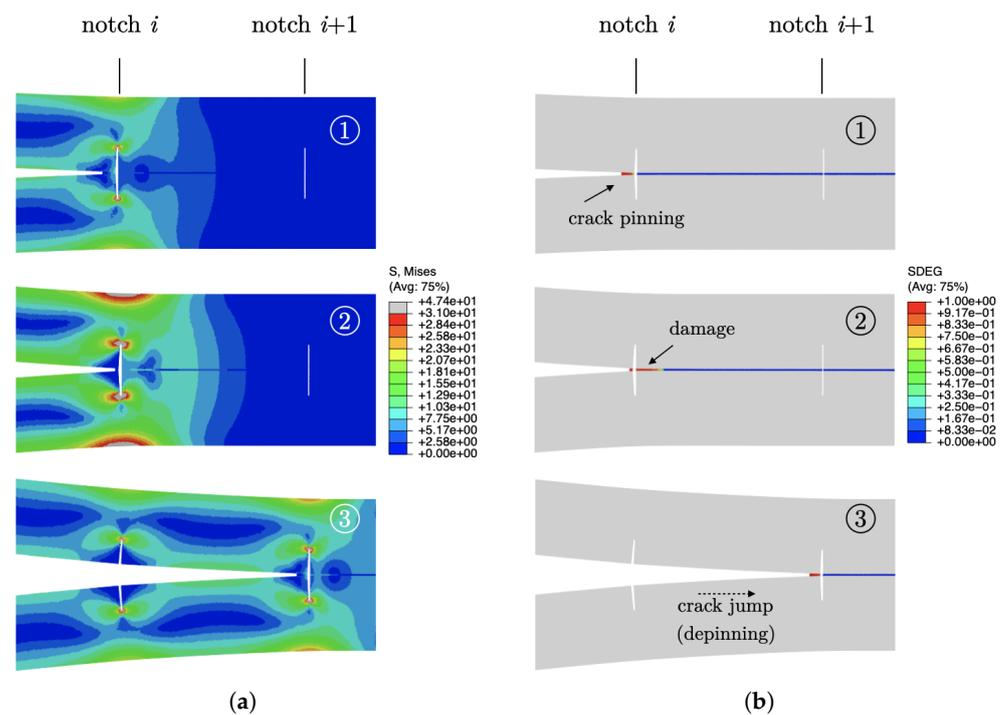 notch i
notch i+1
notch i
notch i+1
①
①
crack pinning
S, Mises
(Avg: 75%)
+4.74e+01
+3.10e+01
+2.84e+01
+2.58e+01
+2.33e+01
+2.07e+01
+1.81e+01
+1.55e+01
+1.29e+01
+1.03e+01
+7.75e+00
+5.17e+00
+2.58e+00
+0.00e+00
②
②
damage
SDEG
(Avg: 75%)
+1.00e+00
+9.17e−01
+8.33e−01
+7.50e−01
+6.67e−01
+5.83e−01
+5.00e−01
+4.17e−01
+3.33e−01
+2.50e−01
+1.67e−01
+8.33e−02
+0.00e+00
③
③
crack jump
(depinning)
(a)
(b)